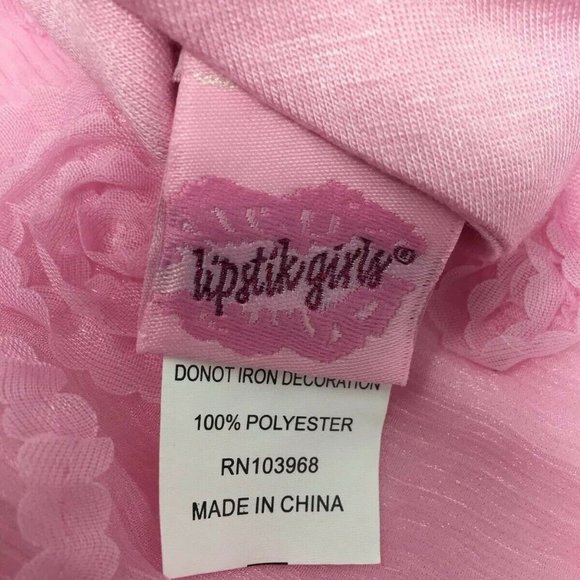 lipstik girls®
DONOT IRON DECORATION
100% POLYESTER
RN103968
MADE IN CHINA